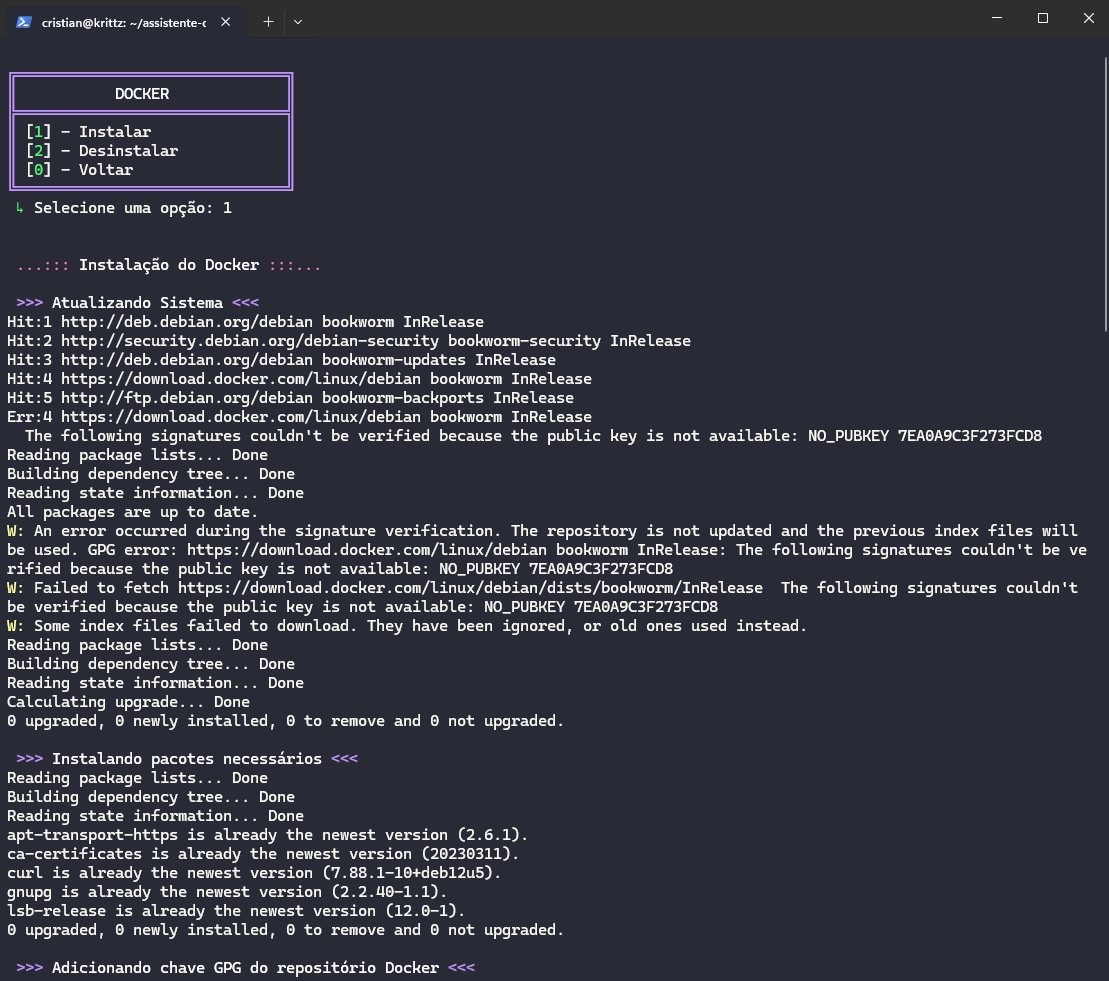 cristian@krittz: ~/assistente-c
DOCKER
[1] - Instalar
[2] - Desinstalar
[0] - Voltar
↳ Selecione uma opção: 1
...::: Instalação do Docker :::...
>>> Atualizando Sistema <<<
Hit:1 http://deb.debian.org/debian bookworm InRelease
Hit:2 http://security.debian.org/debian-security bookworm-security InRelease
Hit:3 http://deb.debian.org/debian bookworm-updates InRelease
Hit:4 https://download.docker.com/linux/debian bookworm InRelease
Hit:5 http://ftp.debian.org/debian bookworm-backports InRelease
Err:4 https://download.docker.com/linux/debian bookworm InRelease
  The following signatures couldn't be verified because the public key is not available: NO_PUBKEY 7EA0A9C3F273FCD8
Reading package lists... Done
Building dependency tree... Done
Reading state information... Done
All packages are up to date.
W: An error occurred during the signature verification. The repository is not updated and the previous index files will
be used. GPG error: https://download.docker.com/linux/debian bookworm InRelease: The following signatures couldn't be ve
rified because the public key is not available: NO_PUBKEY 7EA0A9C3F273FCD8
W: Failed to fetch https://download.docker.com/linux/debian/dists/bookworm/InRelease  The following signatures couldn't
be verified because the public key is not available: NO_PUBKEY 7EA0A9C3F273FCD8
W: Some index files failed to download. They have been ignored, or old ones used instead.
Reading package lists... Done
Building dependency tree... Done
Reading state information... Done
Calculating upgrade... Done
0 upgraded, 0 newly installed, 0 to remove and 0 not upgraded.
>>> Instalando pacotes necessários <<<
Reading package lists... Done
Building dependency tree... Done
Reading state information... Done
apt-transport-https is already the newest version (2.6.1).
ca-certificates is already the newest version (20230311).
curl is already the newest version (7.88.1-10+deb12u5).
gnupg is already the newest version (2.2.40-1.1).
lsb-release is already the newest version (12.0-1).
0 upgraded, 0 newly installed, 0 to remove and 0 not upgraded.
>>> Adicionando chave GPG do repositório Docker <<<